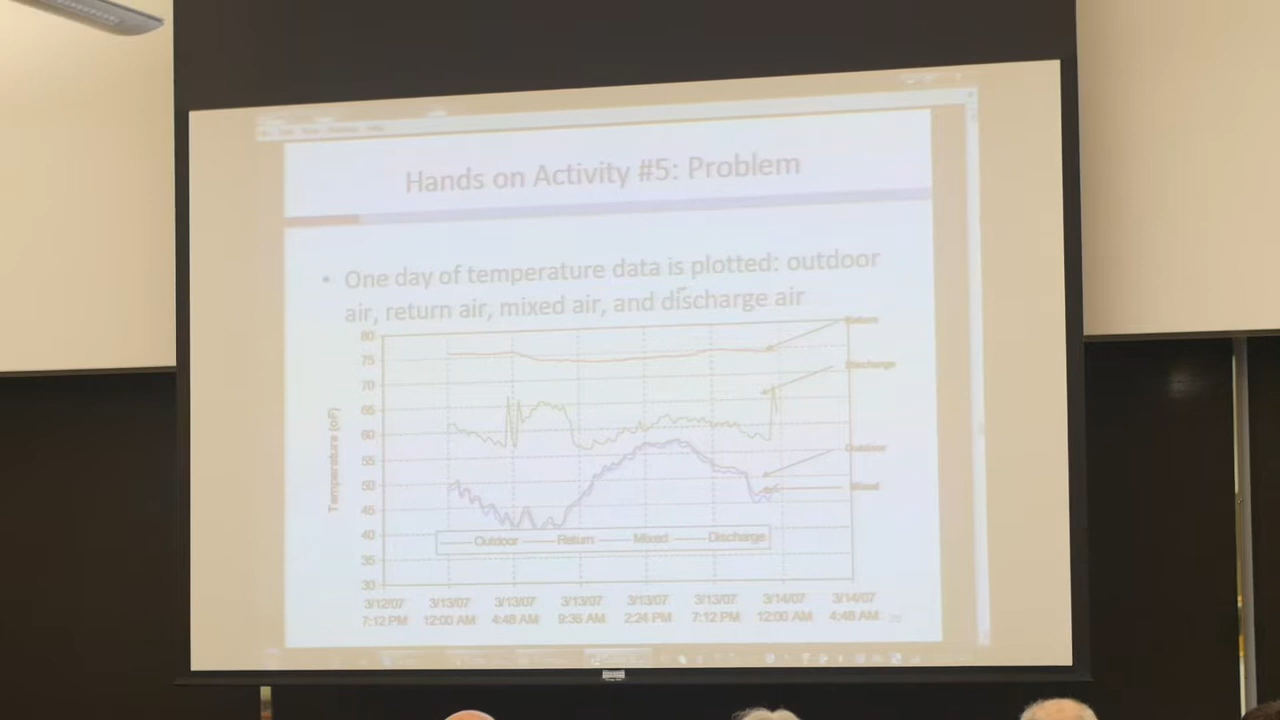 Hands on Activity #5: Problem
• One day of temperature data is plotted: outdoor
air, return air, mixed air, and discharge air
80
75
70
65
60
55
50
45
40
35
30
Temperature (oF)
Return
Discharge
Outdoor
Mixed
Outdoor Return Mixed Discharge
3/12/07 3/13/07 3/13/07 3/13/07 3/13/07 3/13/07 3/14/07 3/14/07
7:12 PM 12:00 AM 4:48 AM 9:36 AM 2:24 PM 7:12 PM 12:00 AM 4:48 AM